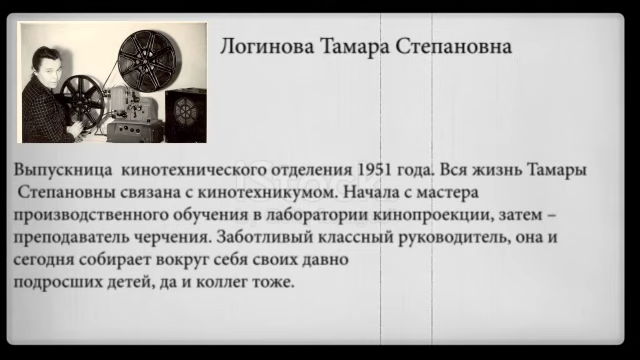 Логинова Тамара Степановна
Выпускница кинотехнического отделения 1951 года. Вся жизнь Тамары
Степановны связана с кинотехникумом. Начала с мастера
производственного обучения в лаборатории кинопроекции, затем –
преподаватель черчения. Заботливый классный руководитель, она и
сегодня собирает вокруг себя своих давно
подросших детей, да и коллег тоже.
iStock